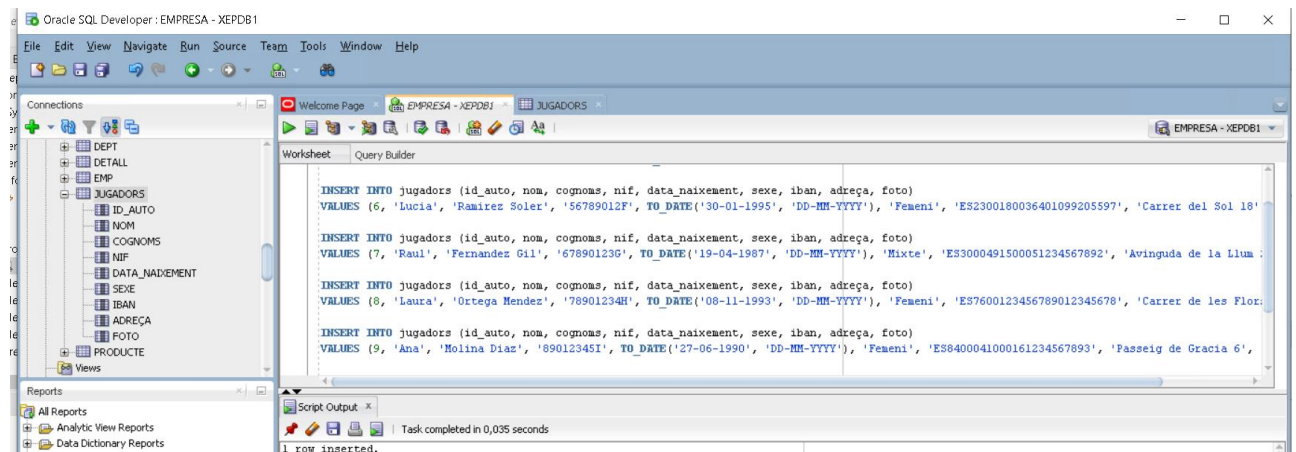 Oracle SQL Developer : EMPRESA - XEPDB1
File Edit View Navigate Run Source Team Tools Window Help
Connections
DEPT
DETALL
EMP
JUGADORS
ID_AUTO
NOM
COGNOMS
NIF
DATA_NAIXEMENT
SEXE
IBAN
ADREÇA
FOTO
PRODUCTE
Views
Reports
All Reports
Analytic View Reports
Data Dictionary Reports
Welcome Page EMPRESA - XEPDB1 JUGADORS
EMPRESA - XEPDB1
Worksheet Query Builder
INSERT INTO jugadors (id_auto, nom, cognoms, nif, data_naixement, sexe, iban, adreça, foto)
VALUES (6, 'Lucia', 'Ramirez Soler', '56789012F', TO_DATE('30-01-1995', 'DD-MM-YYYY'), 'Femeni', 'ES2300180036401099205597', 'Carrer del Sol 18'
INSERT INTO jugadors (id_auto, nom, cognoms, nif, data_naixement, sexe, iban, adreça, foto)
VALUES (7, 'Raul', 'Fernandez Gil', '67890123G', TO_DATE('19-04-1987', 'DD-MM-YYYY'), 'Mixte', 'ES3000491500051234567892', 'Avinguda de la Llum
INSERT INTO jugadors (id_auto, nom, cognoms, nif, data_naixement, sexe, iban, adreça, foto)
VALUES (8, 'Laura', 'Ortega Mendez', '78901234H', TO_DATE('08-11-1993', 'DD-MM-YYYY'), 'Femeni', 'ES7600123456789012345678', 'Carrer de les
INSERT INTO jugadors (id_auto, nom, cognoms, nif, data_naixement, sexe, iban, adreça, foto)
VALUES (9, 'Ana', 'Molina Diaz', '89012345I', TO_DATE('27-06-1990', 'DD-MM-YYYY'), 'Femeni', 'ES8400041000161234567893', 'Passeig de Gracia 6',
Script Output
Task completed in 0,035 seconds
1 row inserted.